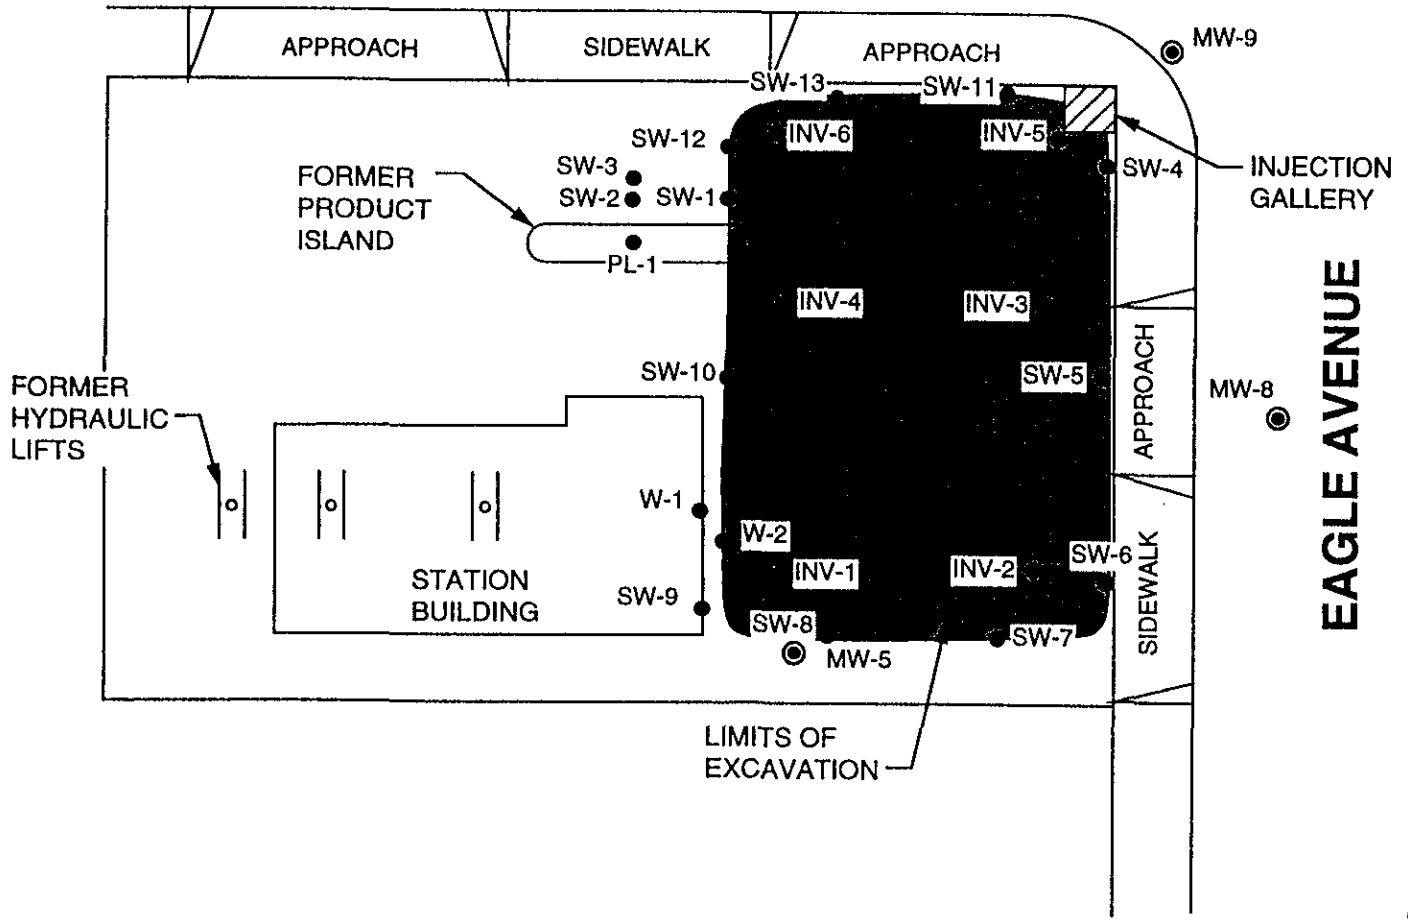 APPROACH
SIDEWALK
APPROACH
MW-9
SW-13
SW-11
SW-12
INV-6
INV-5
SW-4
INJECTION
GALLERY
SW-3
SW-2
SW-1
FORMER
PRODUCT
ISLAND
PL-1
INV-4
INV-3
EAGLE AVENUE
APPROACH
SW-10
SW-5
MW-8
FORMER
HYDRAULIC
LIFTS
W-1
W-2
SW-6
INV-1
INV-2
STATION
BUILDING
SW-9
SIDEWALK
SW-8
SW-7
MW-5
LIMITS OF
EXCAVATION